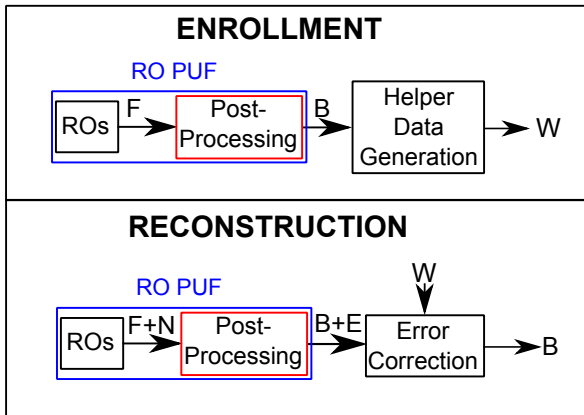 ENROLLMENT
RO PUF
ROs
F
Post-
Processing
B
Helper
Data
Generation
W
RECONSTRUCTION
RO PUF
ROs
F+N
Post-
Processing
B+E
W
Error
Correction
B